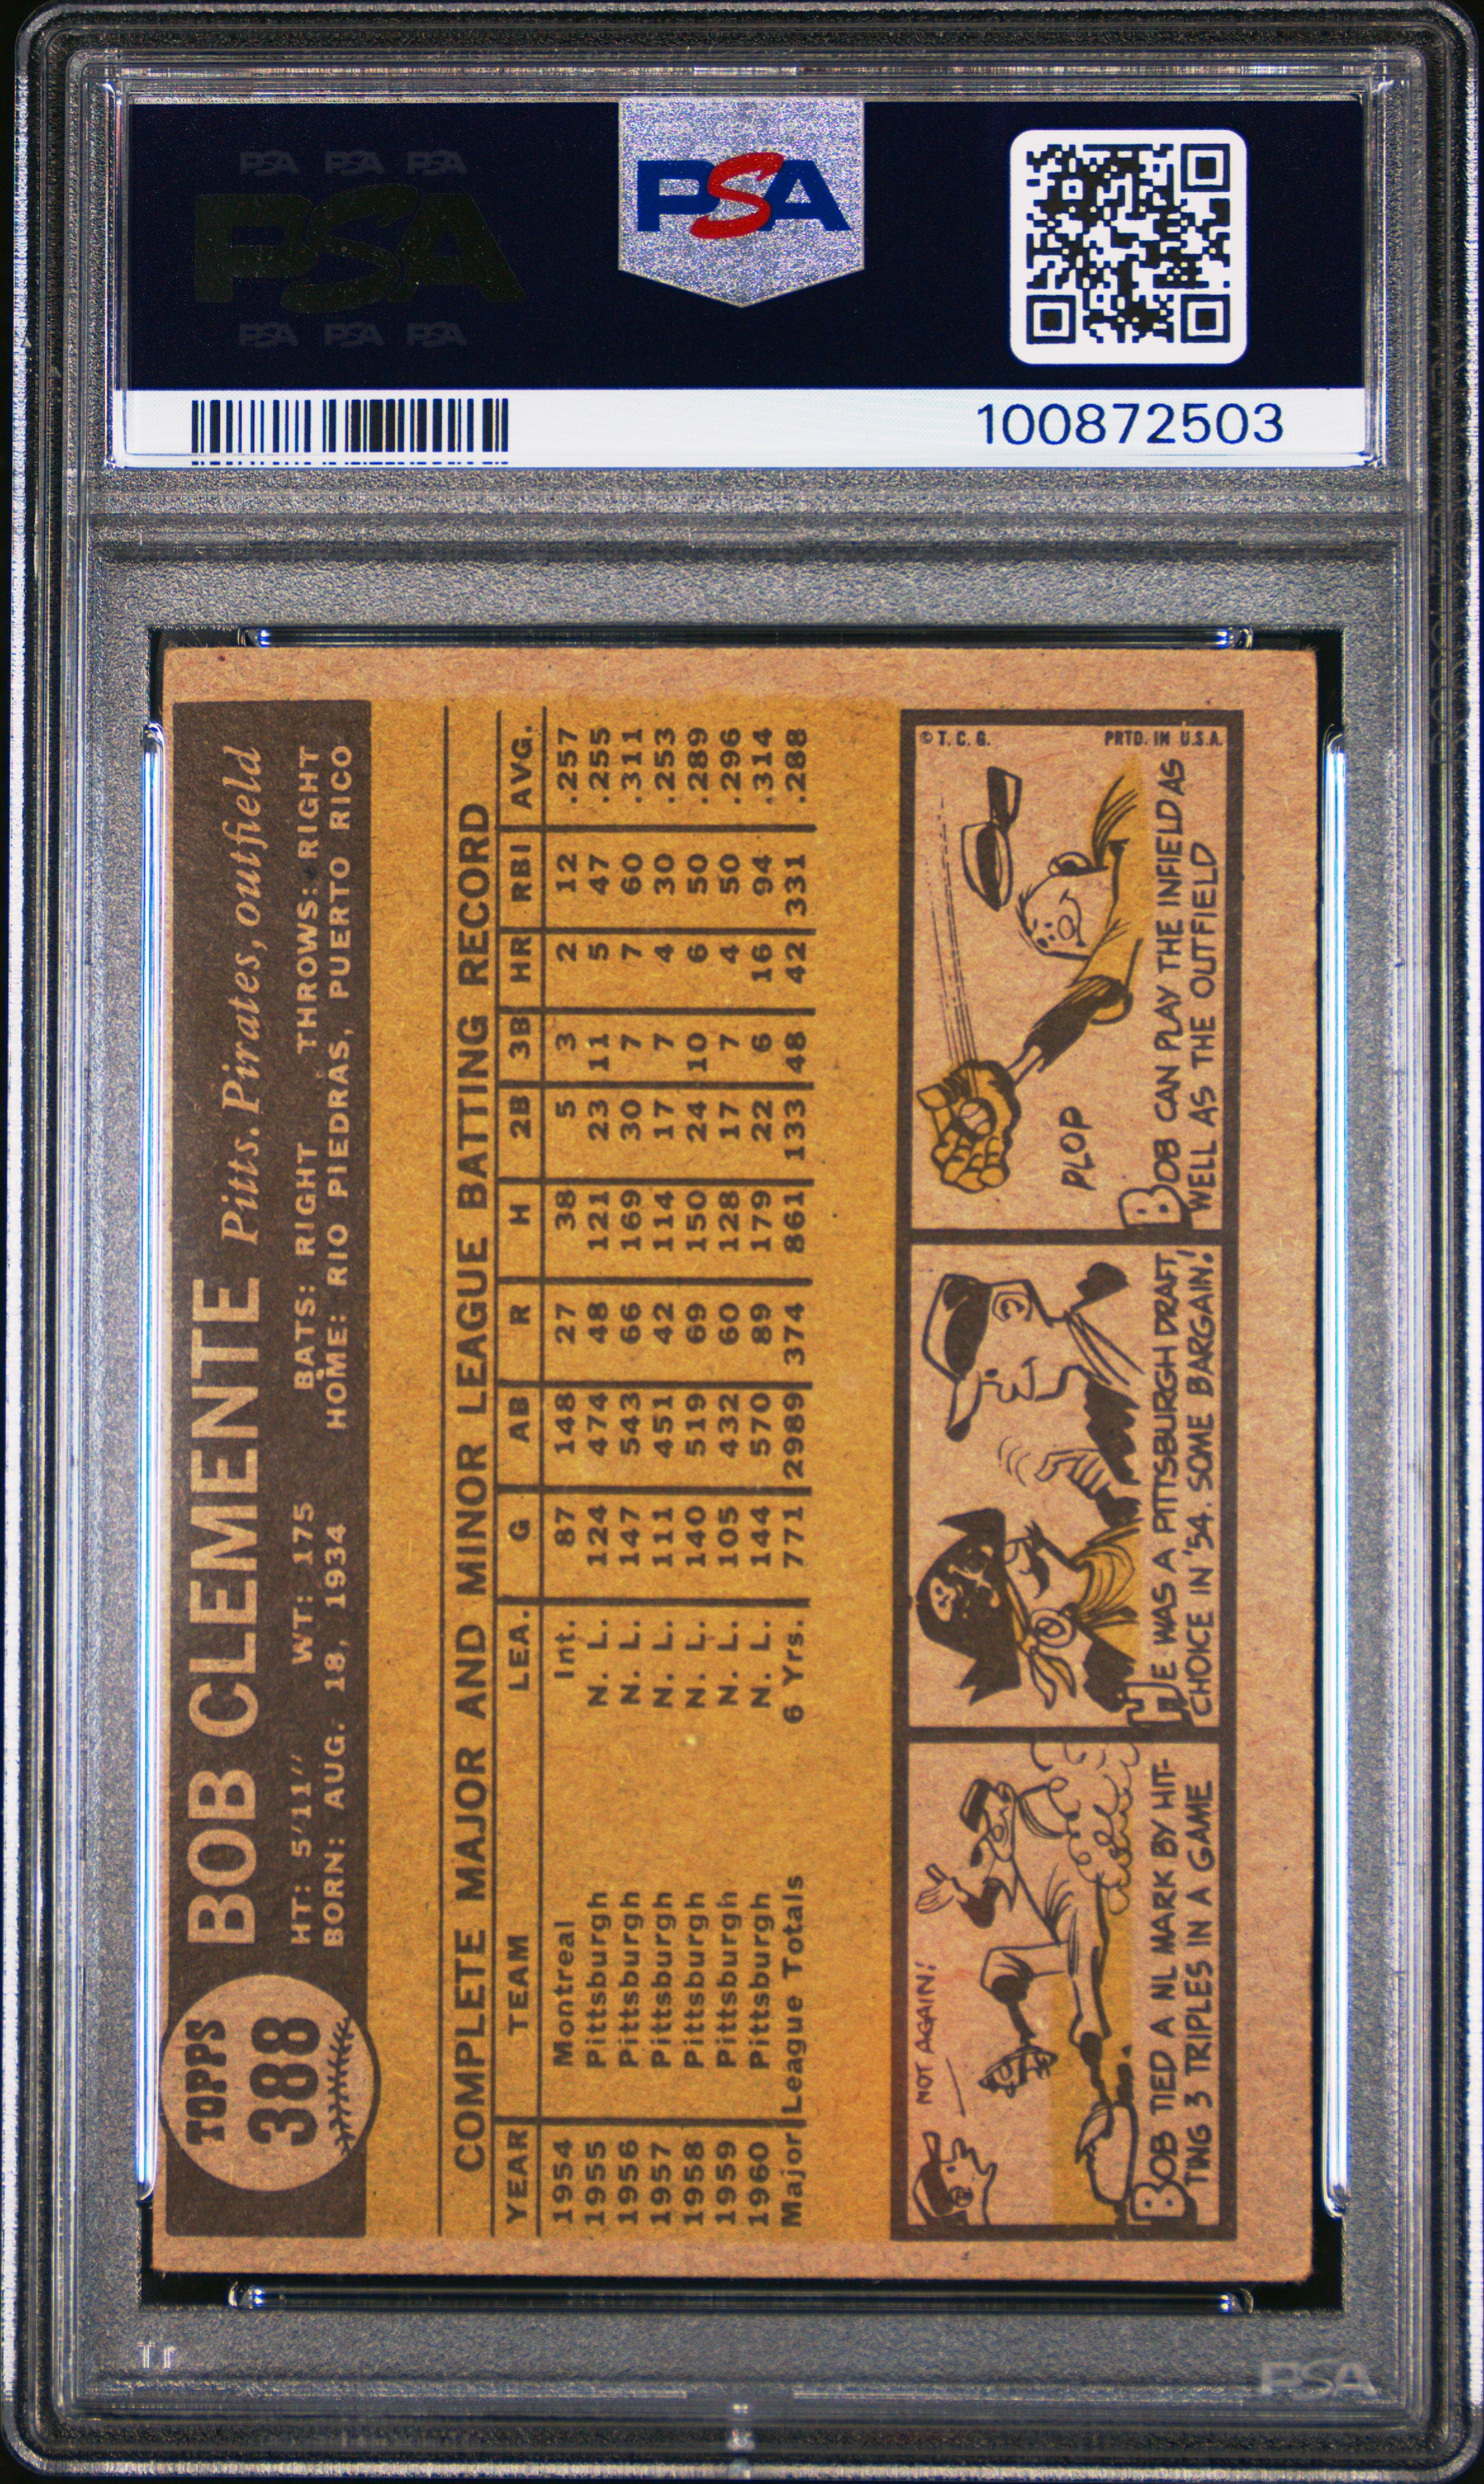 PSA PSA PSA
PSA
PSA PSA PSA
PSA
100872503
TOPPS
388
BOB CLEMENTE Pitts. Pirates, outfield
HT: 5'11" WT: 175 BATS: RIGHT THROWS: RIGHT
BORN: AUG. 18, 1934 HOME: RIO PIEDRAS, PUERTO RICO
COMPLETE MAJOR AND MINOR LEAGUE BATTING RECORD
YEAR TEAM LEA. G AB R H 2B 3B HR RBI AVG.
1954 Montreal Int. 87 148 27 38 5 3 2 12 .257
1955 Pittsburgh N. L. 124 474 48 121 23 11 5 47 .255
1956 Pittsburgh N. L. 147 543 66 169 30 7 7 60 .311
1957 Pittsburgh N. L. 111 451 42 114 17 7 4 30 .253
1958 Pittsburgh N. L. 140 519 69 150 24 10 6 50 .289
1959 Pittsburgh N. L. 105 432 60 128 17 7 4 50 .296
1960 Pittsburgh N. L. 144 570 89 179 22 6 16 94 .314
Major League Totals 6 Yrs. 771 2989 374 861 133 48 42 331 .288
NOT AGAIN!
BOB TIED A NL MARK BY HIT-
TING 3 TRIPLES IN A GAME
HE WAS A PITTSBURGH DRAFT
CHOICE IN '54. SOME BARGAIN!
© T. C. G. PRTD. IN U.S.A.
PLOP
BOB CAN PLAY THE INFIELD AS
WELL AS THE OUTFIELD
PSA